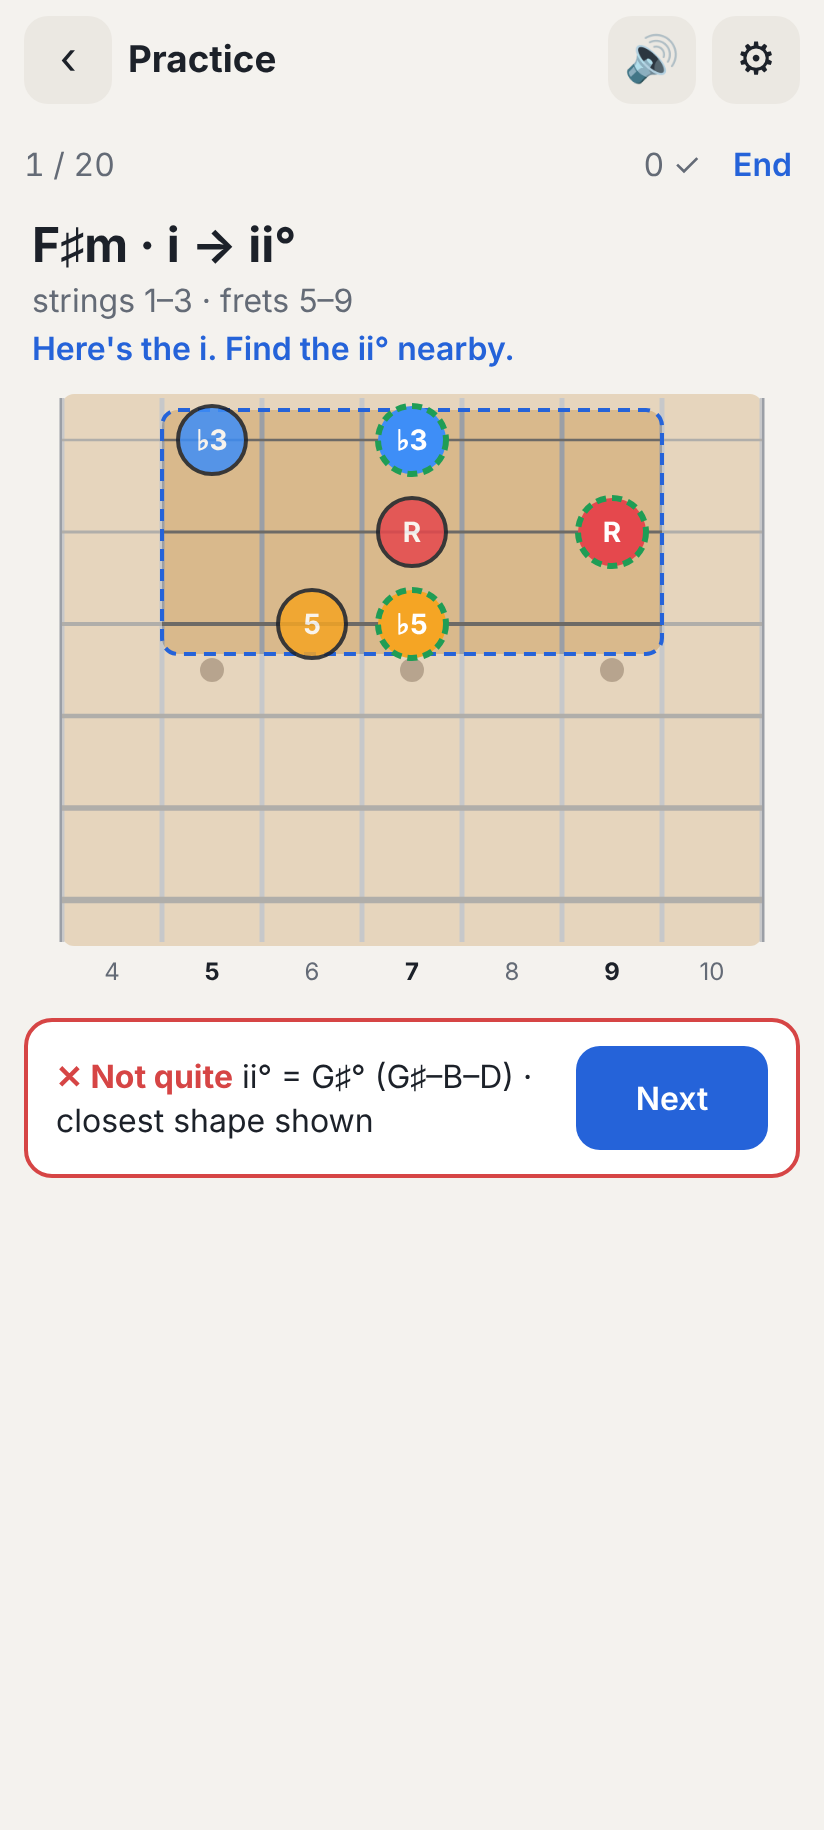 ‹ Practice 🔊 ⚙
1 / 20 0 ✓ End
F♯m · i → ii°
strings 1–3 · frets 5–9
Here's the i. Find the ii° nearby.
♭3 ♭3
R R
5 ♭5
4 5 6 7 8 9 10
✕ Not quite ii° = G♯° (G♯–B–D) ·
closest shape shown
Next